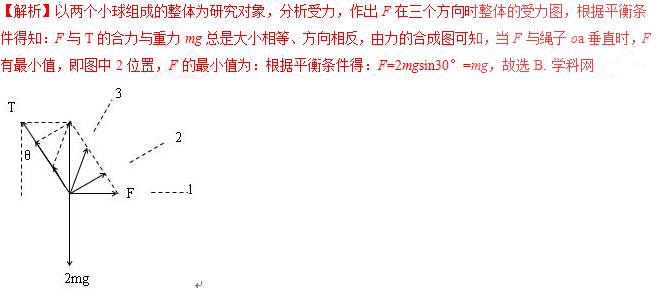 【解析】以两个小球组成的整体为研究对象，分析受力，作出 F 在三个方向时整体的受力图，根据平衡条
件得知：F 与 T 的合力与重力 mg 总是大小相等、方向相反，由力的合成图可知，当 F 与绳子 oa 垂直时，F
有最小值，即图中 2 位置，F 的最小值为：根据平衡条件得：F=2mgsin30°=mg，故选 B. 学科网
3
T
2
θ
F
1
2mg